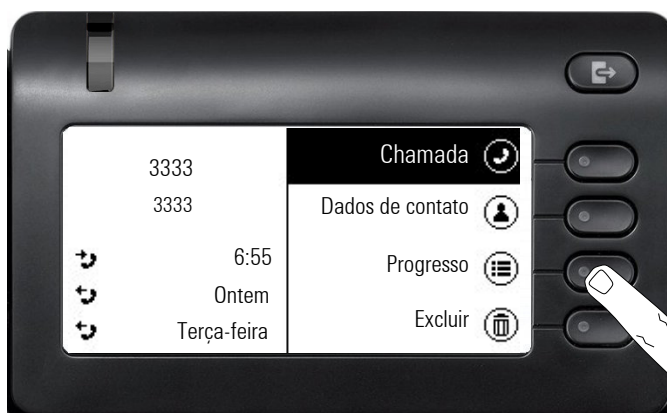 3333
3333
6:55
Ontem
Terça-feira
Chamada
Dados de contato
Progresso
Excluir